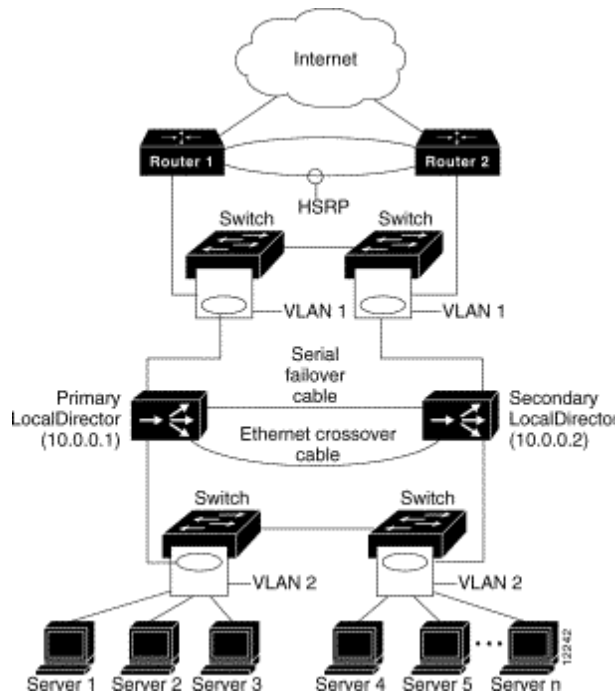 Internet
Router 1
Router 2
HSRP
Switch
Switch
VLAN 1
VLAN 1
Serial
failover
cable
Primary
LocalDirector
(10.0.0.1)
Secondary
LocalDirector
(10.0.0.2)
Ethernet crossover
cable
Switch
Switch
VLAN 2
VLAN 2
Server 1
Server 2
Server 3
Server 4
Server 5
Server n
12242